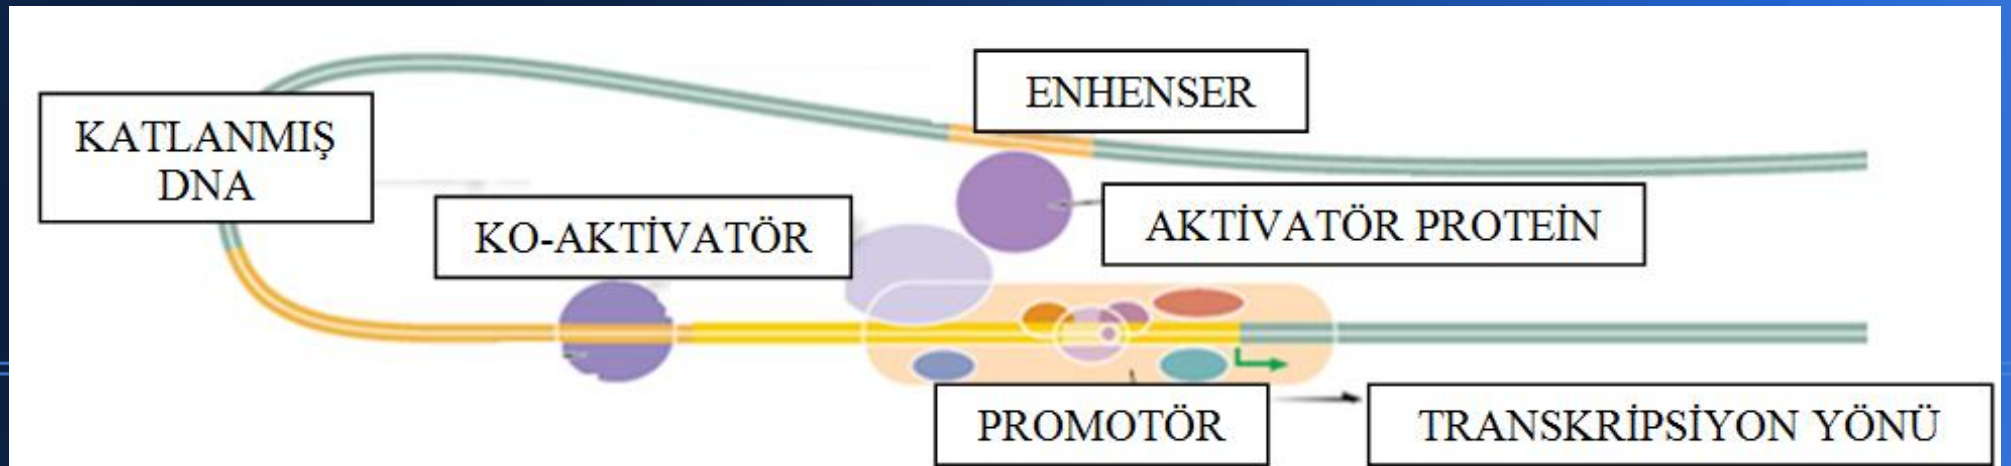 ENHENSER
KATLANMIŞ
DNA
KO-AKTİVATÖR
AKTİVATÖR PROTEİN
PROMOTÖR
TRANSKRİPSİYON YÖNÜ